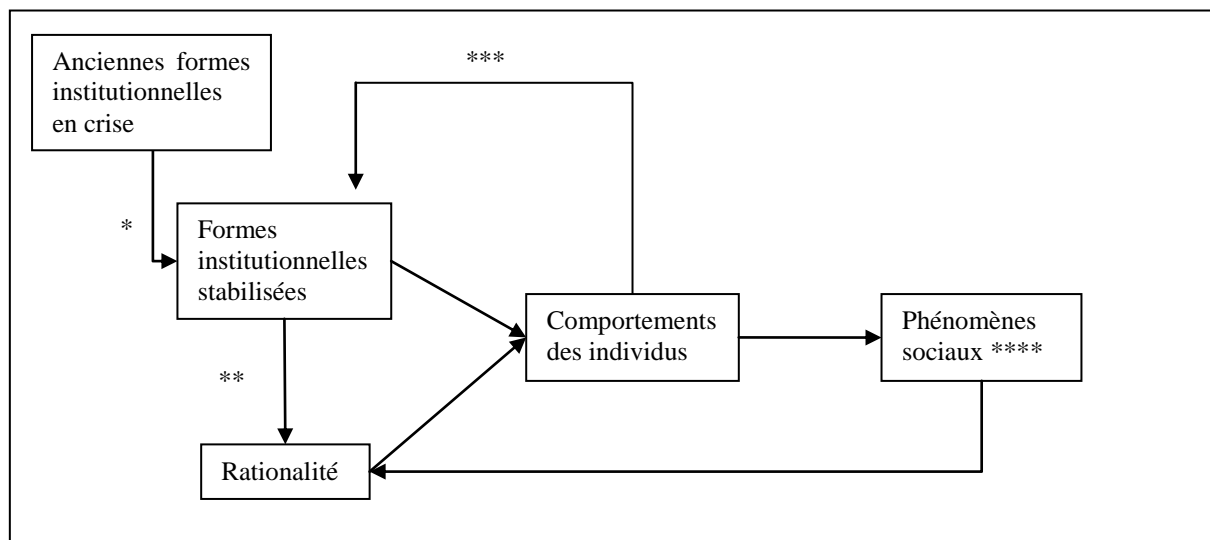 Anciennes formes
institutionnelles
en crise
***
*
Formes
institutionnelles
stabilisées
Comportements
des individus
Phénomènes
sociaux ****
**
Rationalité